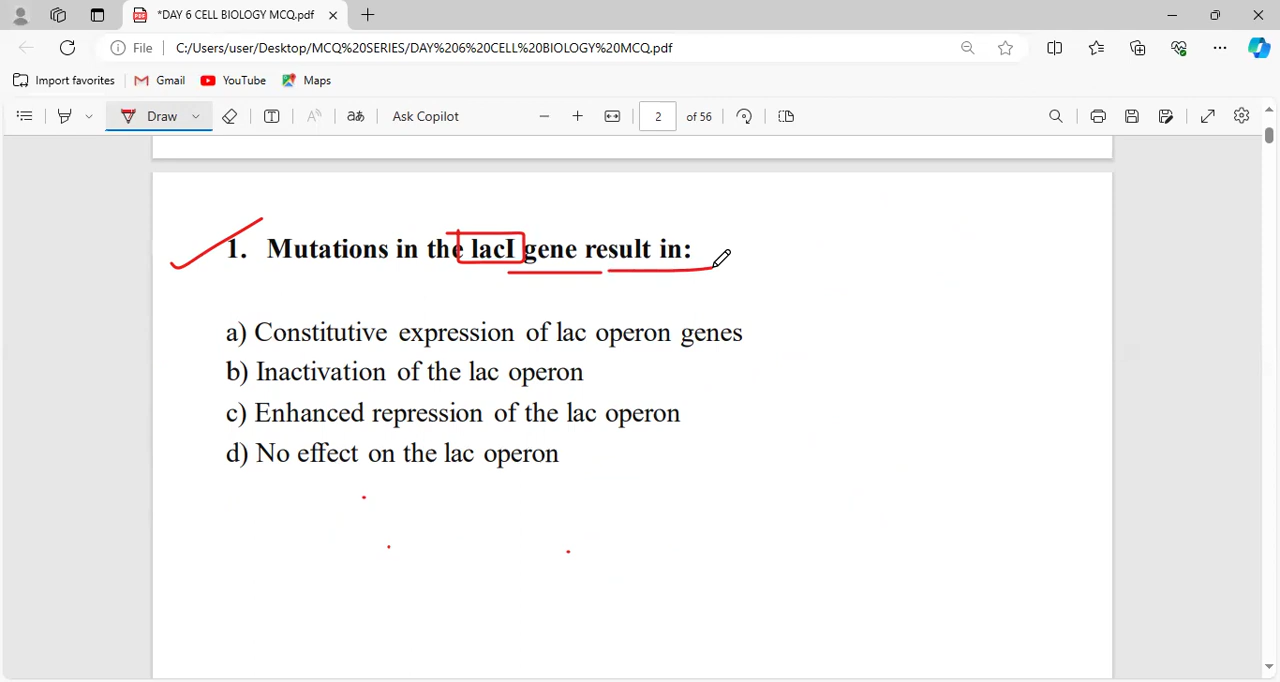 *DAY 6 CELL BIOLOGY MCQ.pdf
File C:/Users/user/Desktop/MCQ%20SERIES/DAY%206%20CELL%20BIOLOGY%20MCQ.pdf
Import favorites Gmail YouTube Maps
Draw aあ Ask Copilot 2 of 56
1. Mutations in the lacI gene result in:
a) Constitutive expression of lac operon genes
b) Inactivation of the lac operon
c) Enhanced repression of the lac operon
d) No effect on the lac operon